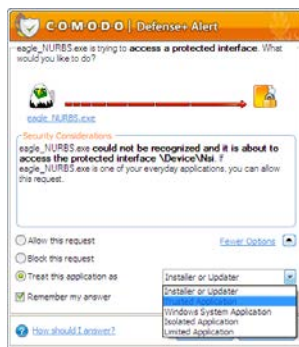 COMODO Defense+ Alert
eagle_NURBS.exe is trying to access a protected interface. What
would you like to do?
eagle_NURBS.exe
Security Considerations
eagle_NURBS.exe could not be recognized and it is about to
access the protected interface \Device\Nsi. If
eagle_NURBS.exe is one of your everyday applications, you can allow
this request.
Allow this request
Fewer Options
Block this request
Treat this application as
Installer or Updater
Remember my answer
Installer or Updater
Trusted Application
Windows System Application
Isolated Application
Limited Application
How should I answer?